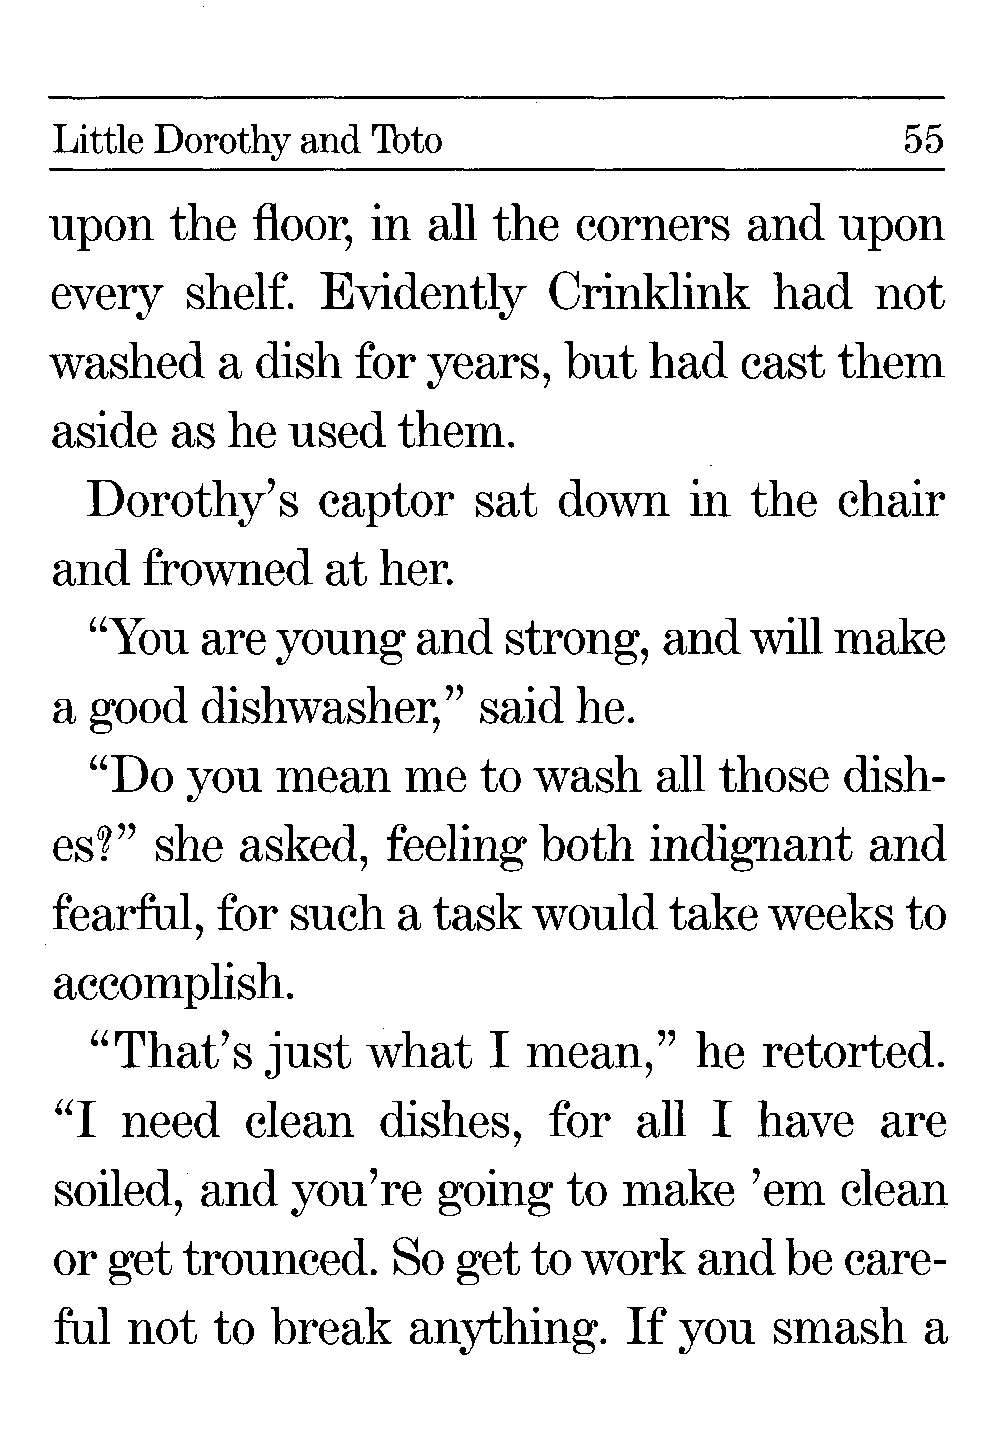 Little Dorothy and Toto 55
upon the floor, in all the corners and upon
every shelf. Evidently Crinklink had not
washed a dish for years, but had cast them
aside as he used them.
Dorothy’s captor sat down in the chair
and frowned at her.
“You are young and strong, and will make
a good dishwasher,” said he.
“Do you mean me to wash all those dish-
es?” she asked, feeling both indignant and
fearful, for such a task would take weeks to
accomplish.
“That’s just what I mean,” he retorted.
“I need clean dishes, for all I have are
soiled, and you’re going to make ’em clean
or get trounced. So get to work and be care-
ful not to break anything. If you smash a